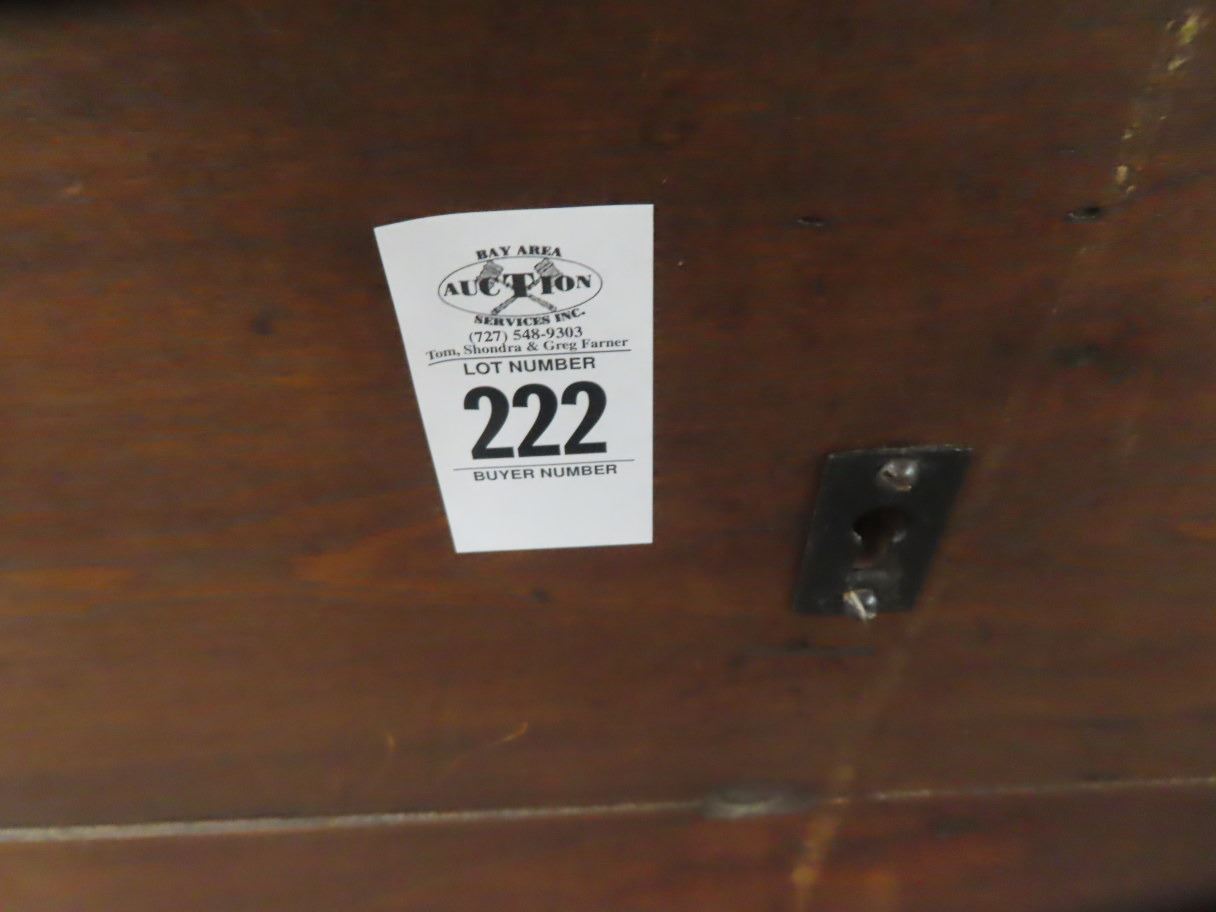 BAY AREA
AUCTION
SERVICES INC.
(727) 548-9303
Tom, Shondra & Greg Farner
LOT NUMBER
222
BUYER NUMBER